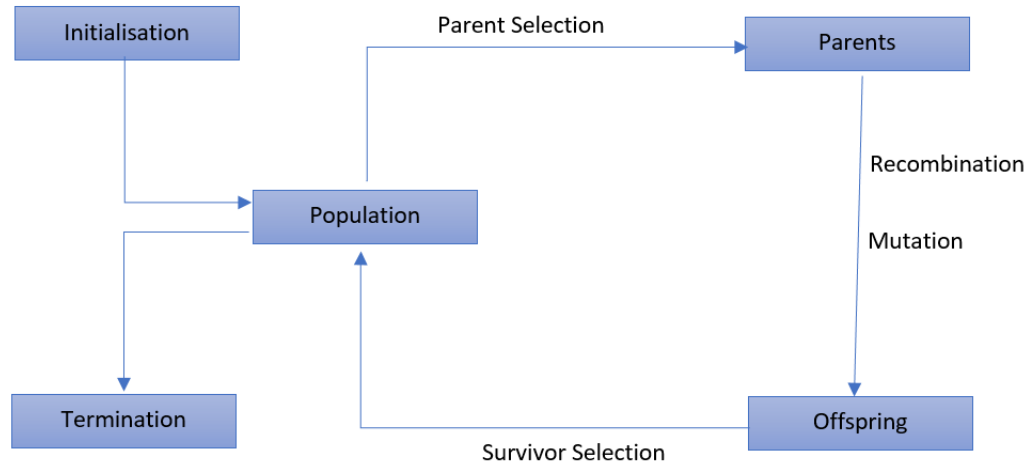 Initialisation
Parent Selection
Parents
Recombination
Population
Mutation
Termination
Offspring
Survivor Selection